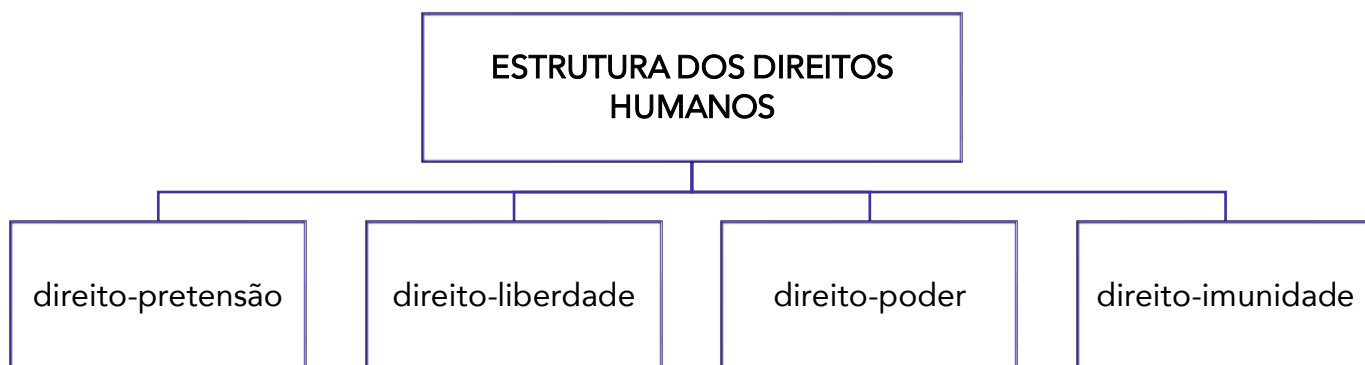 ESTRUTURA DOS DIREITOS
HUMANOS
direito-pretensão
direito-liberdade
direito-poder
direito-imunidade